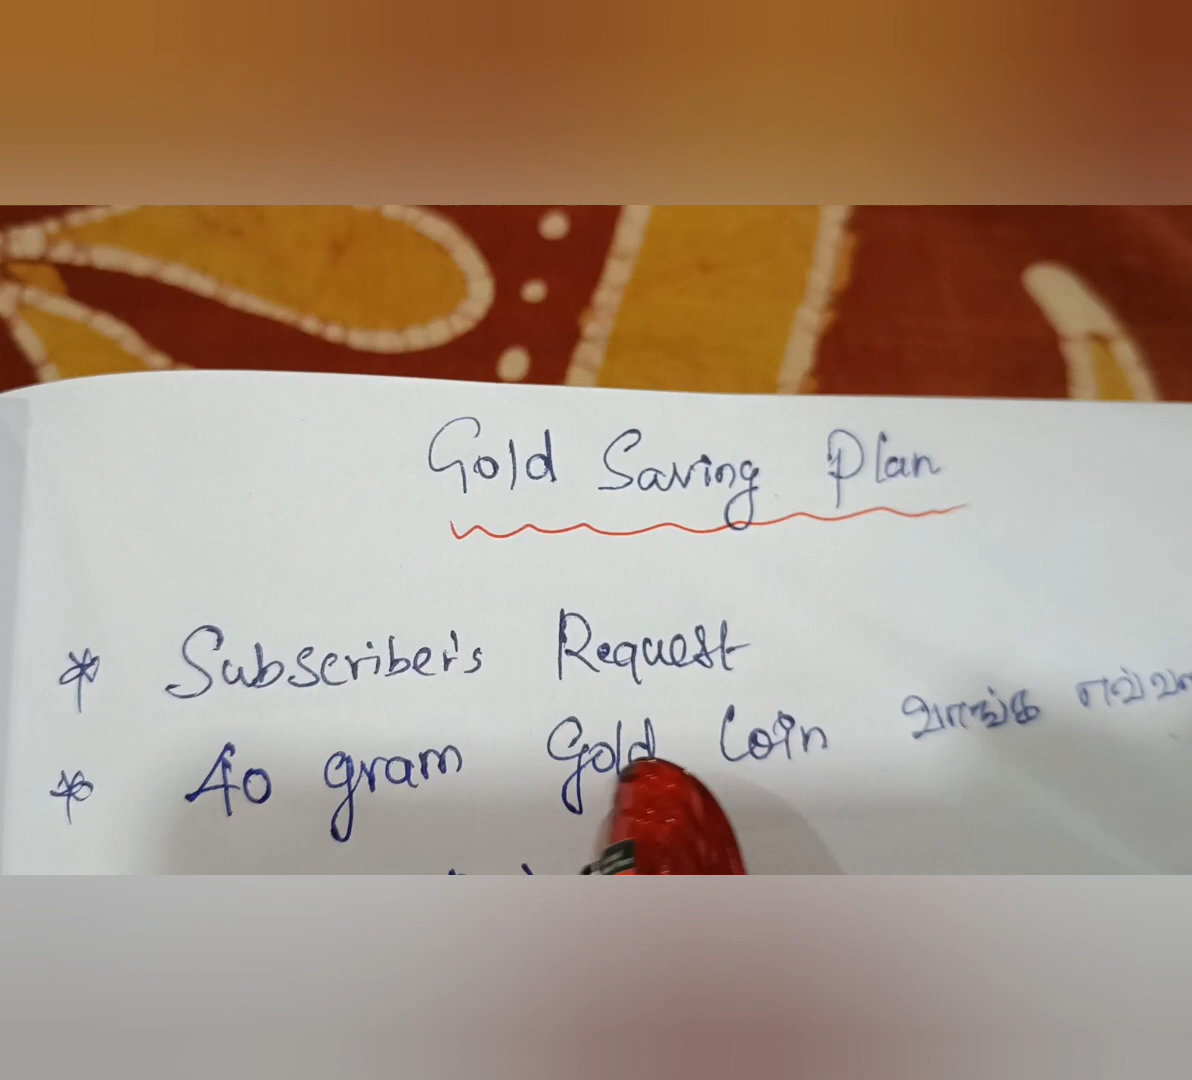 Gold Saving Plan
* Subscriber's Request
* 40 gram Gold Coin வாங்க